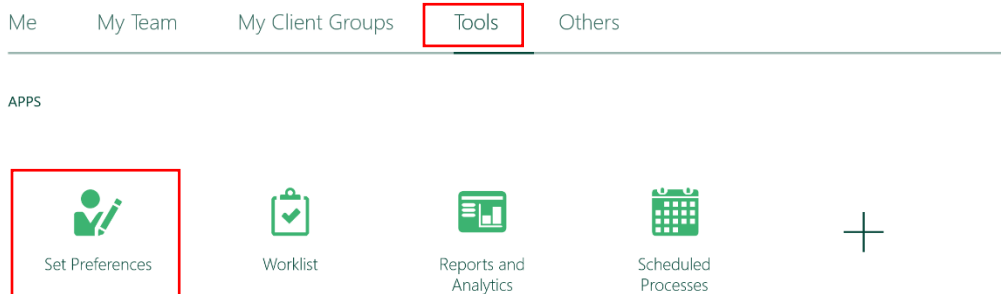 Me My Team My Client Groups Tools Others
APPS
Set Preferences Worklist Reports and Scheduled
Analytics Processes